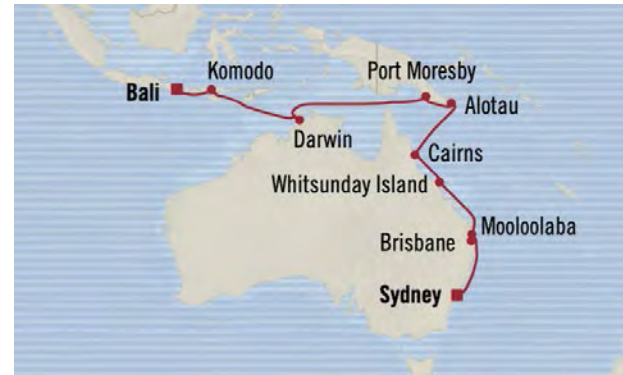 Komodo
Port Moresby
Bali
Alotau
Darwin
Cairns
Whitsunday Island
Mooloolaba
Brisbane
Sydney